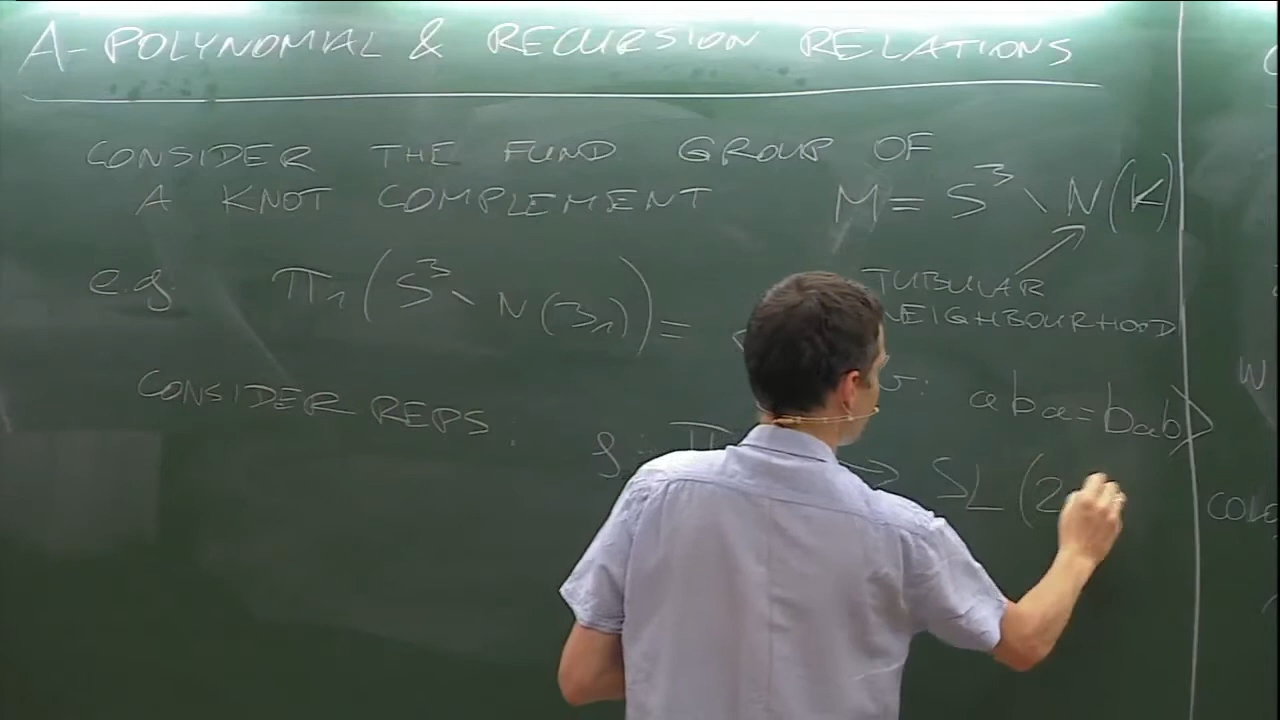 A-POLYNOMIAL & RECURSION RELATIONS
CONSIDER THE FUND GROUP OF
A KNOT COMPLEMENT M = S³ \ N(K)
TUBULAR
NEIGHBOURHOOD
e.g. π₁(S³ \ N(3₁)) = <
aba=bab>
CONSIDER REPS. :
ρ: π → SL(2